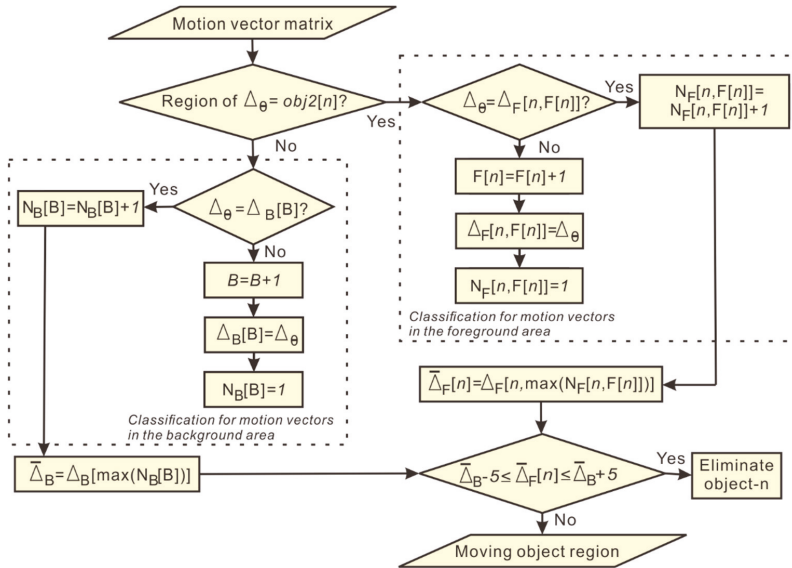 Motion vector matrix
Region of Δθ= obj2[n]?
Yes
No
Δθ=ΔF[n,F[n]]?
Yes
NF[n,F[n]]=
NF[n,F[n]]+1
No
F[n]=F[n]+1
ΔF[n,F[n]]=Δθ
NF[n,F[n]]=1
Classification for motion vectors
in the foreground area
Δθ=ΔB[B]?
Yes
NB[B]=NB[B]+1
No
B=B+1
ΔB[B]=Δθ
NB[B]=1
Classification for motion vectors
in the background area
Δ̅F[n]=ΔF[n,max(NF[n,F[n]])]
Δ̅B=ΔB[max(NB[B])]
Δ̅B-5≤Δ̅F[n]≤Δ̅B+5
Yes
Eliminate
object-n
No
Moving object region